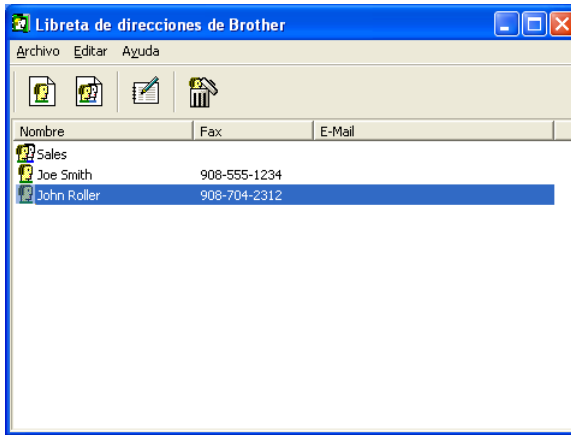 Libreta de direcciones de Brother
Archivo Editar Ayuda
Nombre Fax E-Mail
Sales
Joe Smith 908-555-1234
John Roller 908-704-2312